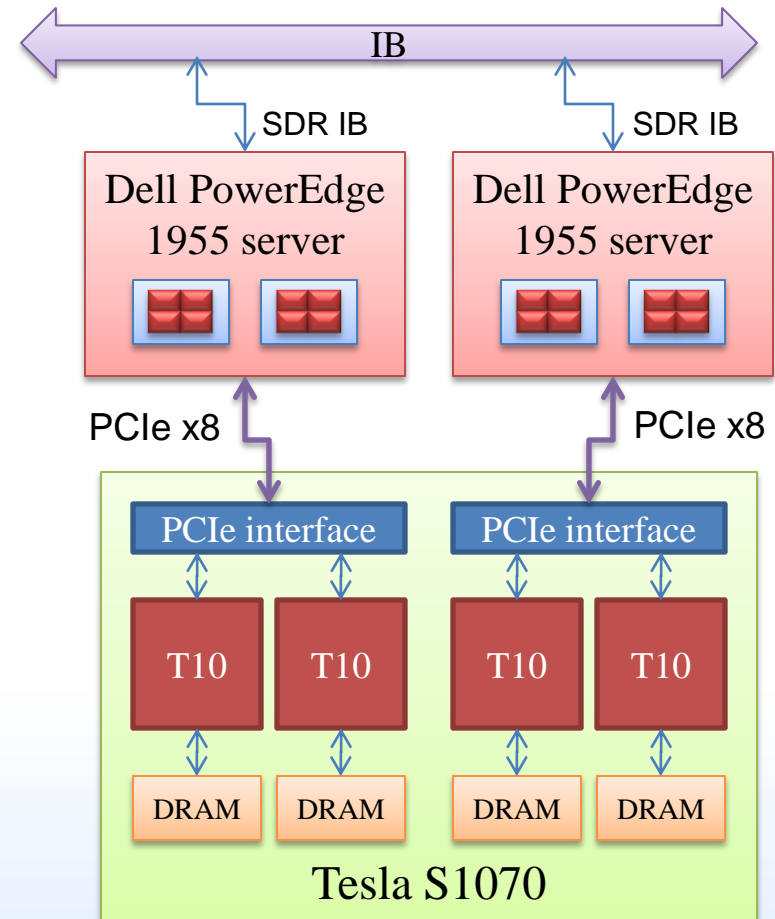 IB
SDR IB
SDR IB
Dell PowerEdge
1955 server
Dell PowerEdge
1955 server
PCIe x8
PCIe x8
PCIe interface
PCIe interface
T10
T10
T10
T10
DRAM
DRAM
DRAM
DRAM
Tesla S1070